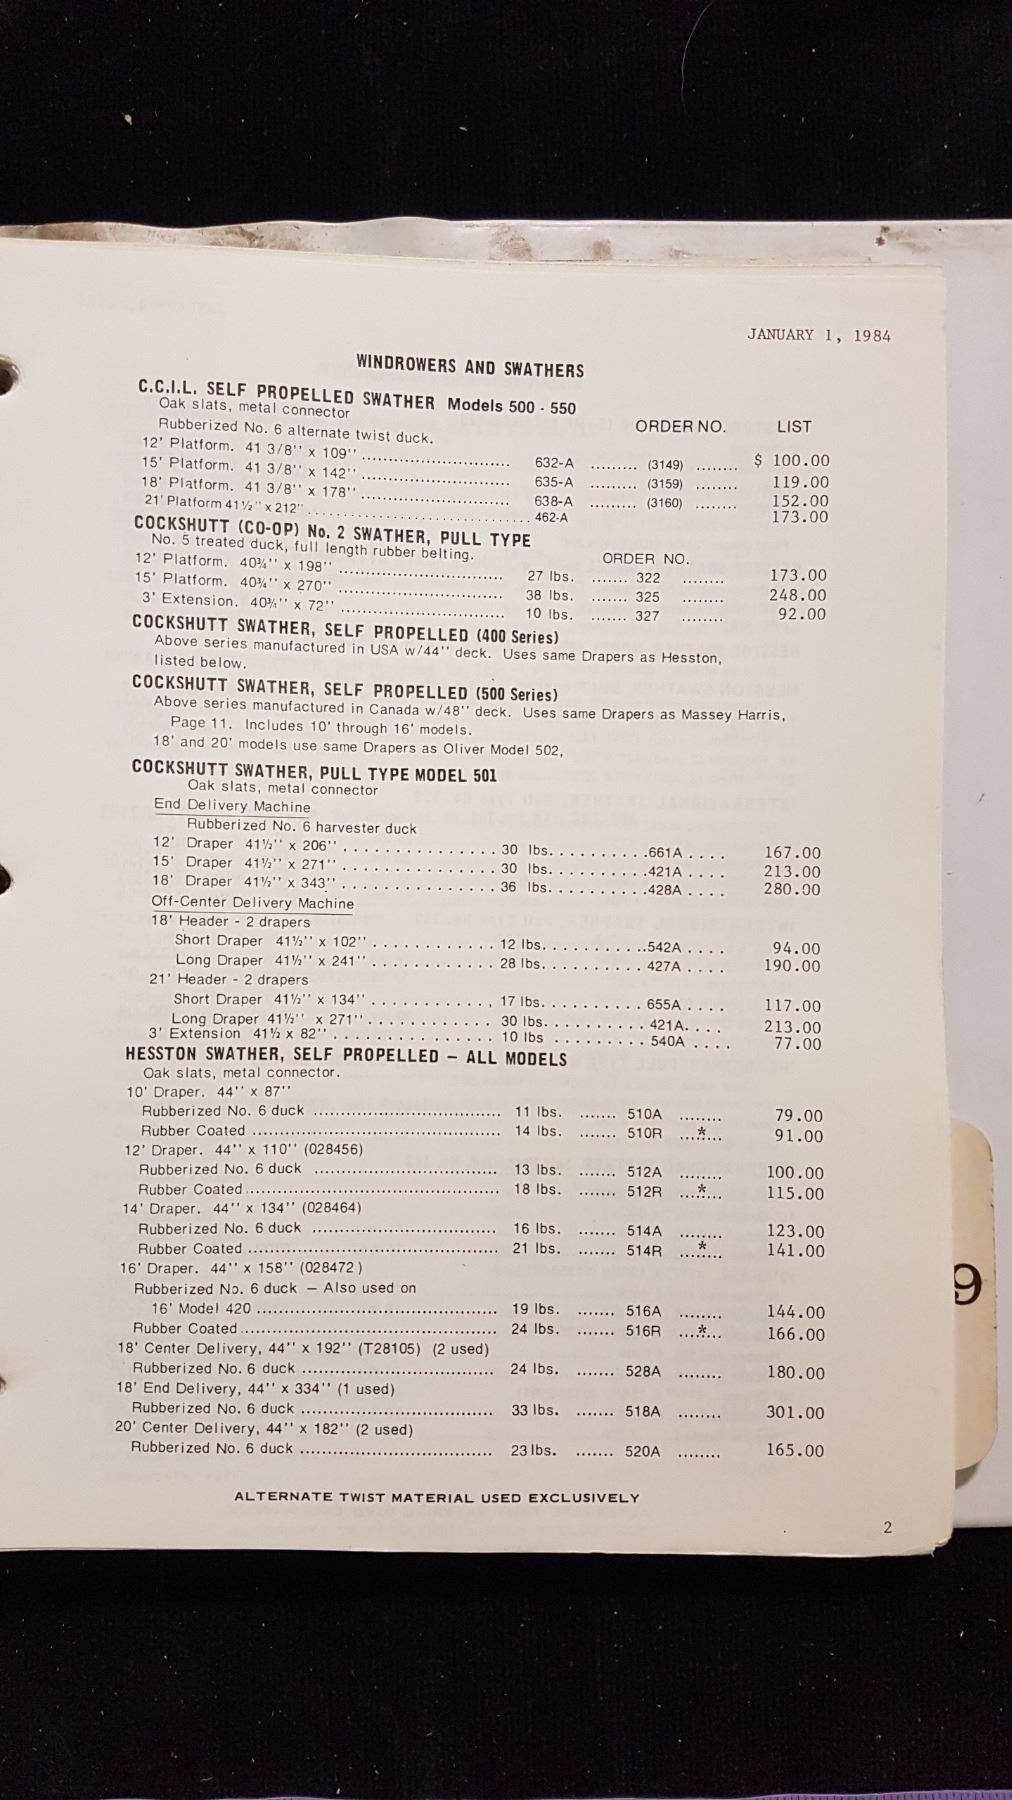 JANUARY 1, 1984
WINDROWERS AND SWATHERS
C.C.I.L. SELF PROPELLED SWATHER Models 500 - 550
Oak slats, metal connector
ORDER NO. LIST
Rubberized No. 6 alternate twist duck.
12' Platform. 41 3/8'' x 109'' .......................... 632-A ......... (3149) ........ $ 100.00
15' Platform. 41 3/8'' x 142'' .......................... 635-A ......... (3159) ........ 119.00
18' Platform. 41 3/8'' x 178'' .......................... 638-A ......... (3160) ........ 152.00
21' Platform 41½'' x 212'' .......................... 462-A 173.00
COCKSHUTT (CO-OP) No. 2 SWATHER, PULL TYPE
No. 5 treated duck, full length rubber belting. ORDER NO.
12' Platform. 40¾'' x 198'' .............................. 27 lbs. ....... 322 ........ 173.00
15' Platform. 40¾'' x 270'' .............................. 38 lbs. ....... 325 ........ 248.00
3' Extension. 40¾'' x 72'' .............................. 10 lbs. ....... 327 ........ 92.00
COCKSHUTT SWATHER, SELF PROPELLED (400 Series)
Above series manufactured in USA w/44'' deck. Uses same Drapers as Hesston,
listed below.
COCKSHUTT SWATHER, SELF PROPELLED (500 Series)
Above series manufactured in Canada w/48'' deck. Uses same Drapers as Massey Harris,
Page 11. Includes 10' through 16' models.
18' and 20' models use same Drapers as Oliver Model 502,
COCKSHUTT SWATHER, PULL TYPE MODEL 501
Oak slats, metal connector
End Delivery Machine
Rubberized No. 6 harvester duck
12' Draper 41½'' x 206'' . . . . . . . . . . . . . . 30 lbs. . . . . . . . . .661A . . . . 167.00
15' Draper 41½'' x 271'' . . . . . . . . . . . . . . 30 lbs. . . . . . . . . .421A . . . . 213.00
18' Draper 41½'' x 343'' . . . . . . . . . . . . . . 36 lbs. . . . . . . . . .428A . . . . 280.00
Off-Center Delivery Machine
18' Header - 2 drapers
Short Draper 41½'' x 102'' . . . . . . . . . . . . 12 lbs. . . . . . . . . ..542A . . . . 94.00
Long Draper 41½'' x 241'' . . . . . . . . . . . . 28 lbs. . . . . . . . . . 427A . . . . 190.00
21' Header - 2 drapers
Short Draper 41½'' x 134'' . . . . . . . . . . . , 17 lbs. . . . . . . . . . 655A . . . . 117.00
Long Draper 41½'' x 271'' . . . . . . . . . . . . 30 lbs. . . . . . . . . . 421A. . . . 213.00
3' Extension 41½ x 82'' . . . . . . . . . . . . . . 10 lbs . . . . . . . . . 540A . . . . 77.00
HESSTON SWATHER, SELF PROPELLED – ALL MODELS
Oak slats, metal connector.
10' Draper. 44'' x 87''
Rubberized No. 6 duck .................................. 11 lbs. ....... 510A ........ 79.00
Rubber Coated ............................................. 14 lbs. ....... 510R ....*... 91.00
12' Draper. 44'' x 110'' (028456)
Rubberized No. 6 duck .................................. 13 lbs. ....... 512A ........ 100.00
Rubber Coated .............................................. 18 lbs. ....... 512R ....*... 115.00
14' Draper. 44'' x 134'' (028464)
Rubberized No. 6 duck .................................. 16 lbs. ....... 514A ........ 123.00
Rubber Coated ............................................. 21 lbs. ....... 514R ....*... 141.00
16' Draper. 44'' x 158'' (028472)
Rubberized No. 6 duck – Also used on
16' Model 420 ........................................... 19 lbs. ....... 516A ........ 144.00
Rubber Coated .............................................. 24 lbs. ....... 516R ....*... 166.00
18' Center Delivery, 44'' x 192'' (T28105) (2 used)
Rubberized No. 6 duck ................................... 24 lbs. ....... 528A ........ 180.00
18' End Delivery, 44'' x 334'' (1 used)
Rubberized No. 6 duck ................................... 33 lbs. ....... 518A ........ 301.00
20' Center Delivery, 44'' x 182'' (2 used)
Rubberized No. 6 duck ................................... 23 lbs. ....... 520A ........ 165.00
ALTERNATE TWIST MATERIAL USED EXCLUSIVELY
2
9